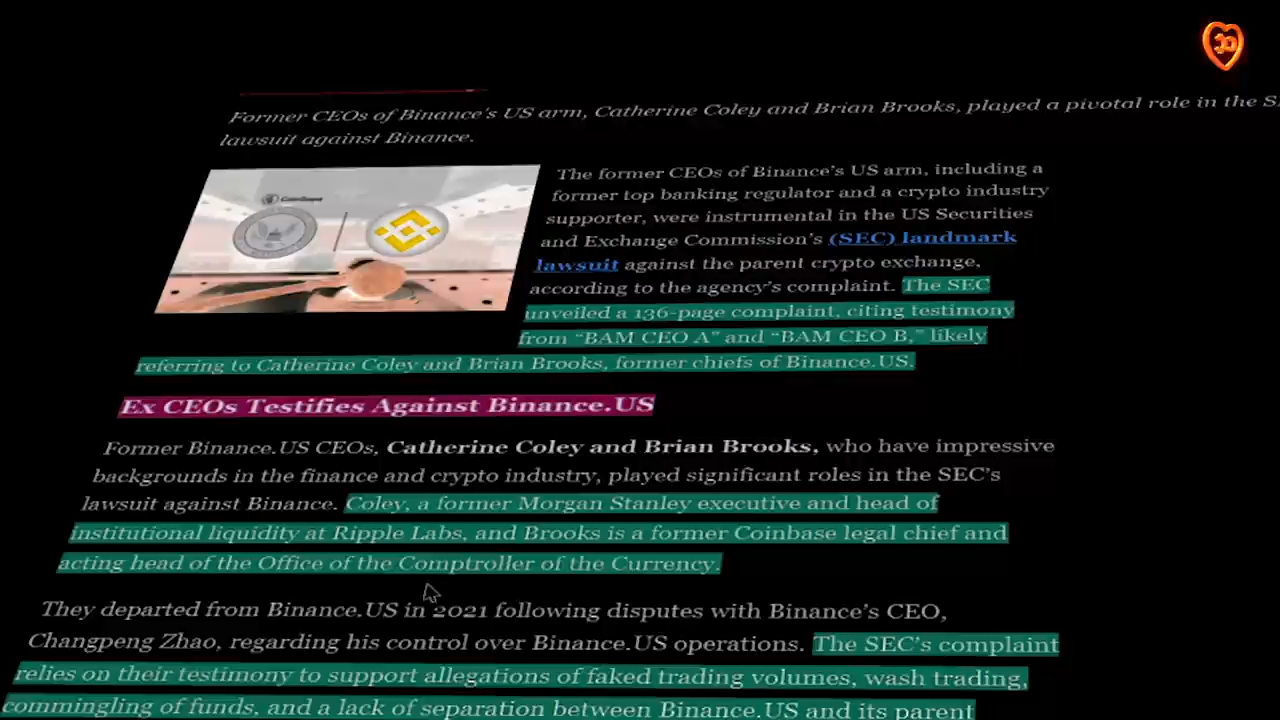 Former CEOs of Binance's US arm, Catherine Coley and Brian Brooks, played a pivotal role in the
lawsuit against Binance.
The former CEOs of Binance's US arm, including a
former top banking regulator and a crypto industry
supporter, were instrumental in the US Securities
and Exchange Commission's (SEC) landmark
lawsuit against the parent crypto exchange,
according to the agency's complaint. The SEC
unveiled a 136-page complaint, citing testimony
from "BAM CEO A" and "BAM CEO B," likely
referring to Catherine Coley and Brian Brooks, former chiefs of Binance.US.
Ex CEOs Testifies Against Binance.US
Former Binance.US CEOs, Catherine Coley and Brian Brooks, who have impressive
backgrounds in the finance and crypto industry, played significant roles in the SEC's
lawsuit against Binance. Coley, a former Morgan Stanley executive and head of
institutional liquidity at Ripple Labs, and Brooks is a former Coinbase legal chief and
acting head of the Office of the Comptroller of the Currency.
They departed from Binance.US in 2021 following disputes with Binance's CEO,
Changpeng Zhao, regarding his control over Binance.US operations. The SEC's complaint
relies on their testimony to support allegations of faked trading volumes, wash trading,
commingling of funds, and a lack of separation between Binance.US and its parent